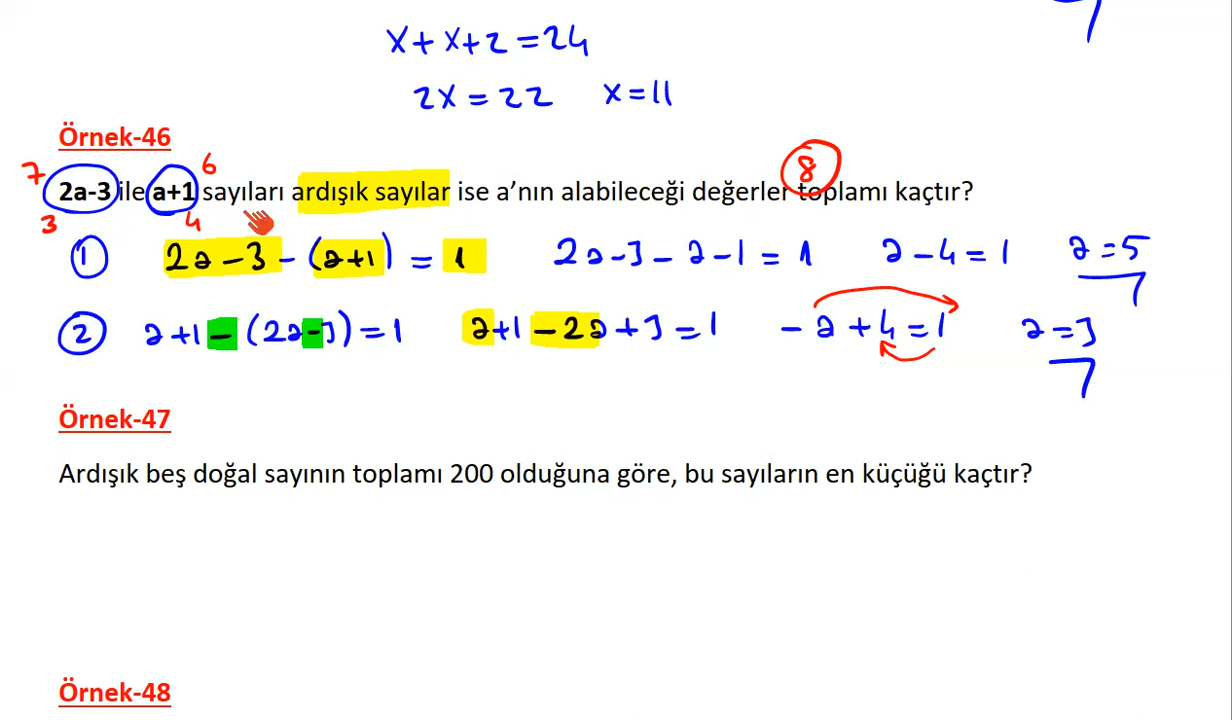 x + x + 2 = 24
2x = 22 x = 11
Örnek-46
7 6 8
2a-3 ile a+1 sayıları ardışık sayılar ise a’nın alabileceği değerler toplamı kaçtır?
3 4
1 2a - 3 - (a+1) = 1 2a - 3 - a - 1 = 1 a - 4 = 1 a = 5
2 a + 1 - (2a - 3) = 1 a + 1 - 2a + 3 = 1 - a + 4 = 1 a = 3
Örnek-47
Ardışık beş doğal sayının toplamı 200 olduğuna göre, bu sayıların en küçüğü kaçtır?
Örnek-48